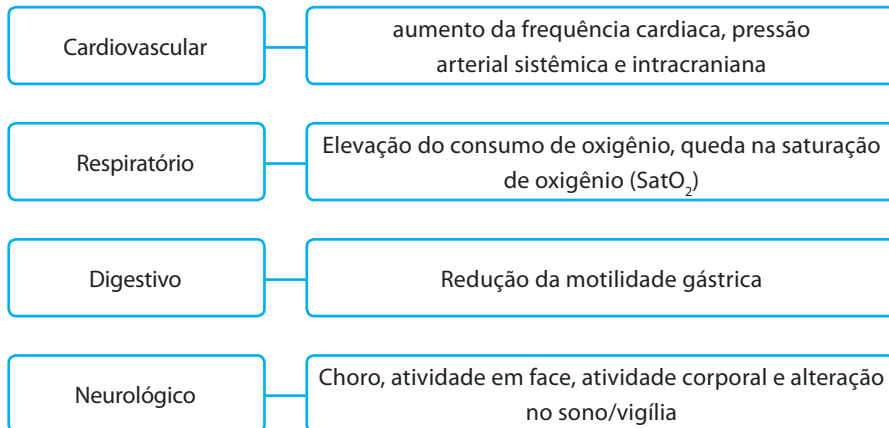 Cardiovascular
aumento da frequência cardiaca, pressão
arterial sistêmica e intracraniana
Respiratório
Elevação do consumo de oxigênio, queda na saturação
de oxigênio (SatO₂)
Digestivo
Redução da motilidade gástrica
Neurológico
Choro, atividade em face, atividade corporal e alteração
no sono/vigília